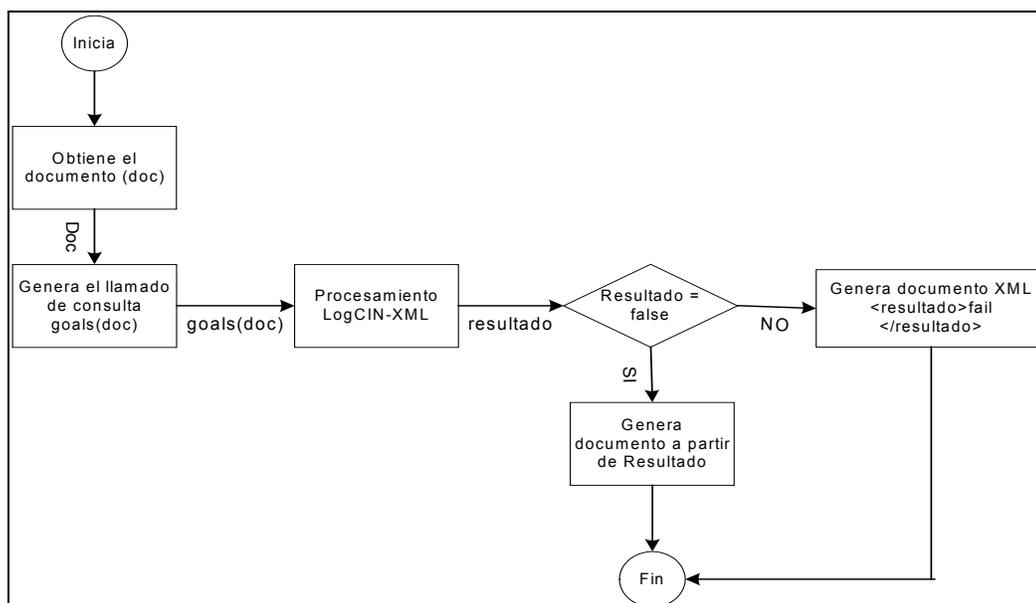 Inicia
Obtiene el
documento (doc)
Doc
Genera el llamado
de consulta
goals(doc)
goals(doc)
Procesamiento
LogCIN-XML
resultado
Resultado =
false
NO
Genera documento XML
<resultado>fail
</resultado>
SI
Genera
documento a partir
de Resultado
Fin